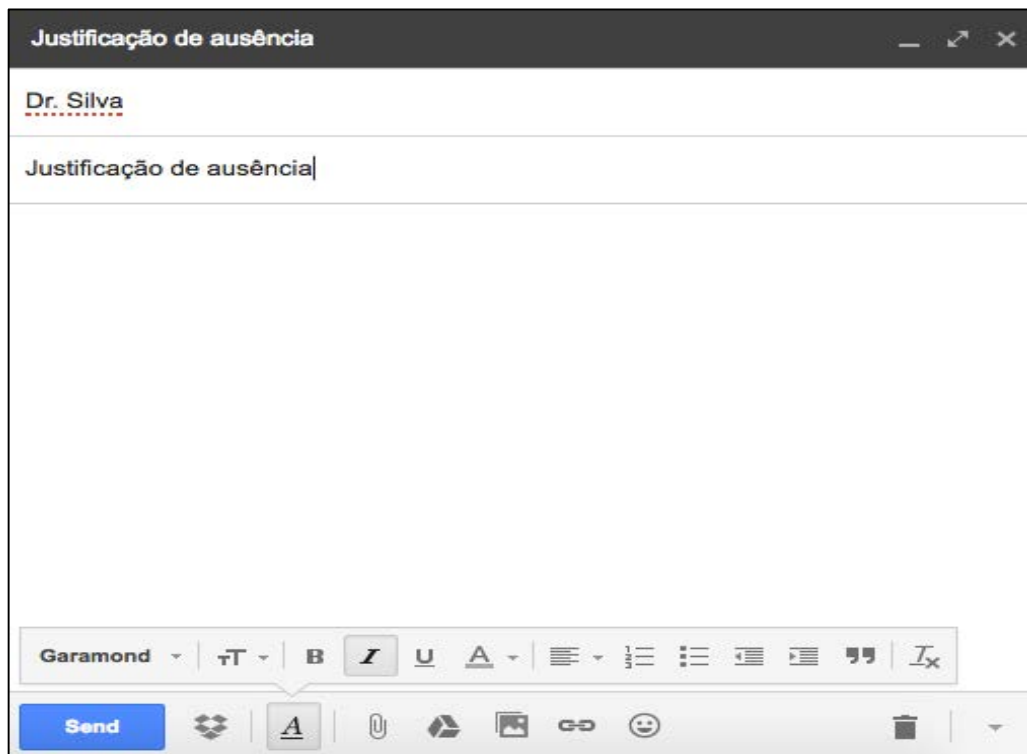 Justificação de ausência
Dr. Silva
Justificação de ausência
Garamond
Send